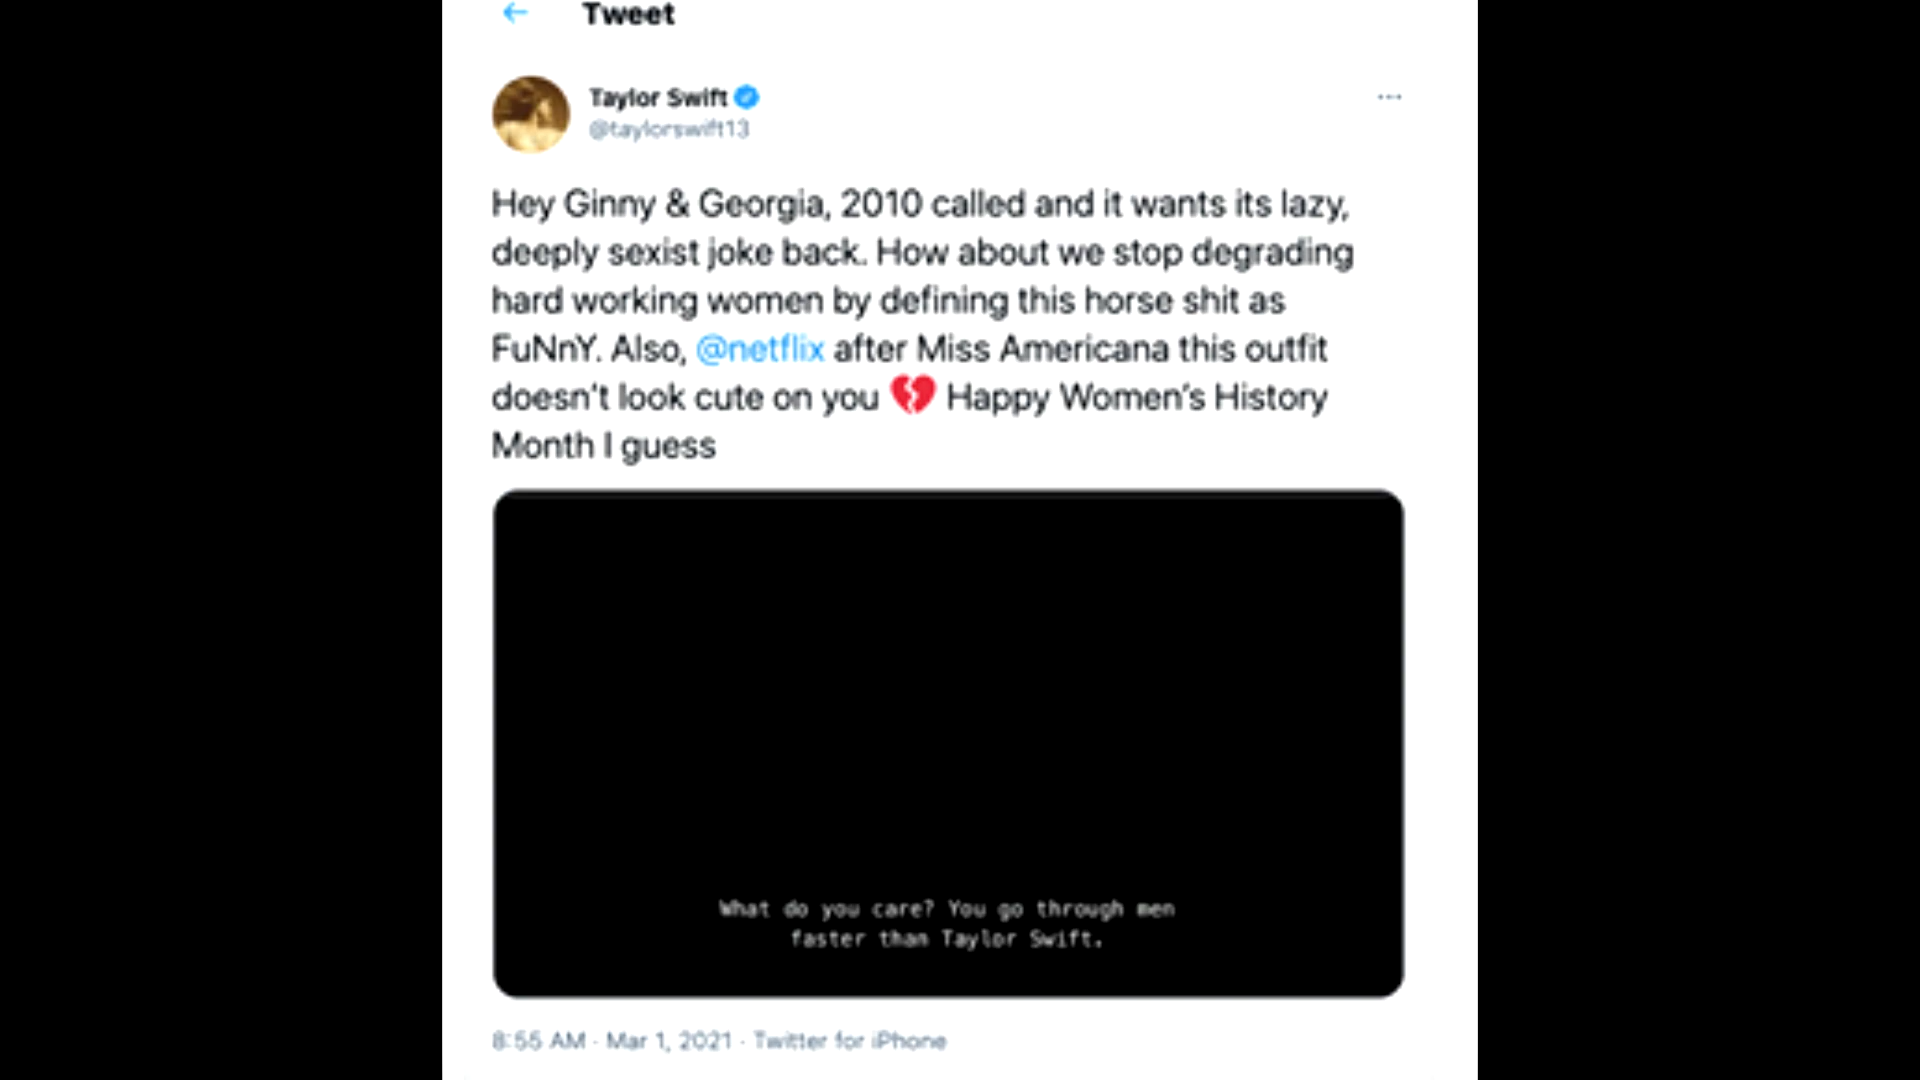 Tweet
Taylor Swift
@taylorswift13
Hey Ginny & Georgia, 2010 called and it wants its lazy,
deeply sexist joke back. How about we stop degrading
hard working women by defining this horse shit as
FuNnY. Also, @netflix after Miss Americana this outfit
doesn't look cute on you 💔 Happy Women's History
Month I guess
What do you care? You go through men
faster than Taylor Swift.
8:55 AM · Mar 1, 2021 · Twitter for iPhone